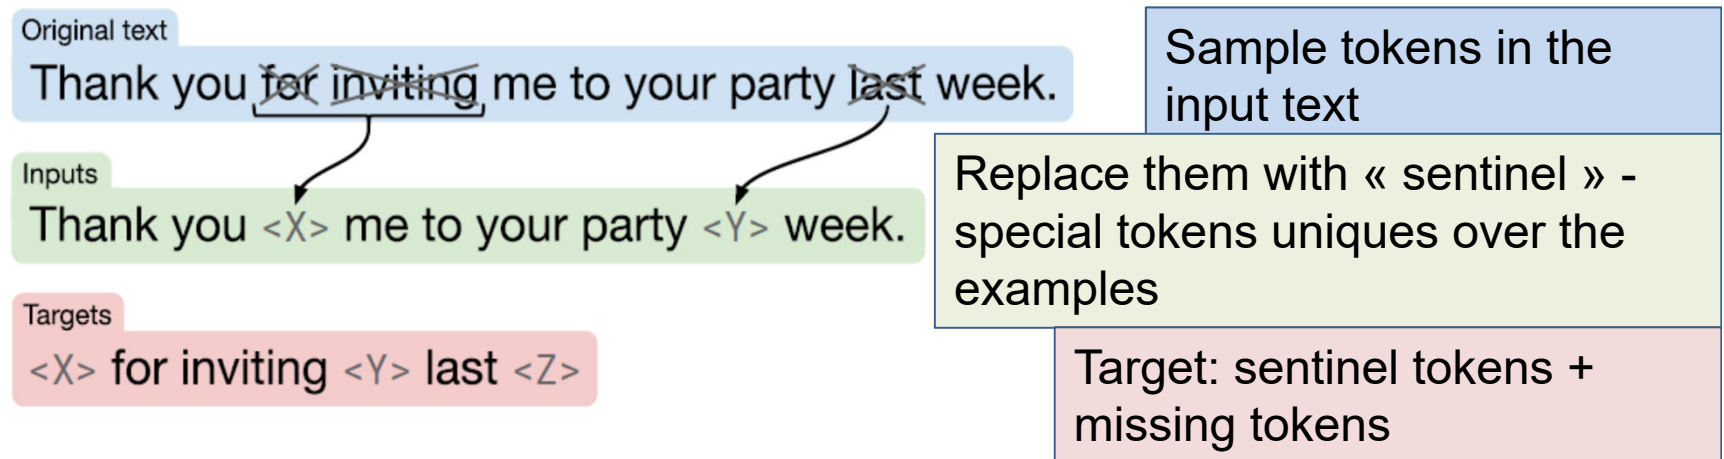 Original text
Thank you for inviting me to your party last week.
Inputs
Thank you <X> me to your party <Y> week.
Targets
<X> for inviting <Y> last <Z>
Sample tokens in the
input text
Replace them with « sentinel » -
special tokens uniques over the
examples
Target: sentinel tokens +
missing tokens